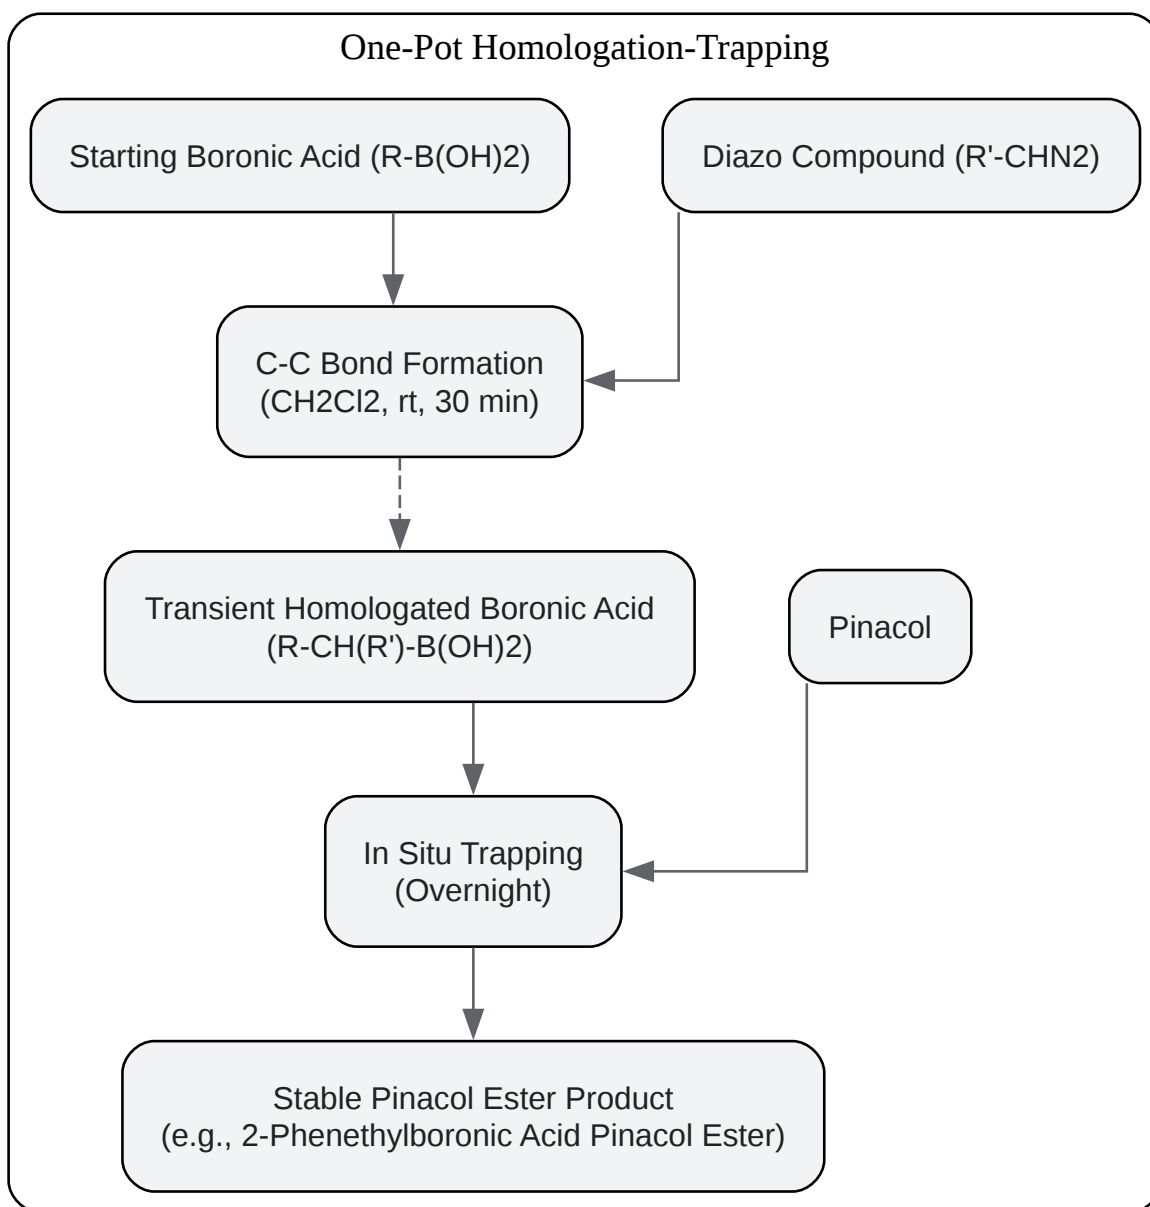 One-Pot Homologation-Trapping
Starting Boronic Acid (R-B(OH)2)
Diazo Compound (R'-CHN2)
C-C Bond Formation
(CH2Cl2, rt, 30 min)
Transient Homologated Boronic Acid
(R-CH(R')-B(OH)2)
Pinacol
In Situ Trapping
(Overnight)
Stable Pinacol Ester Product
(e.g., 2-Phenethylboronic Acid Pinacol Ester)